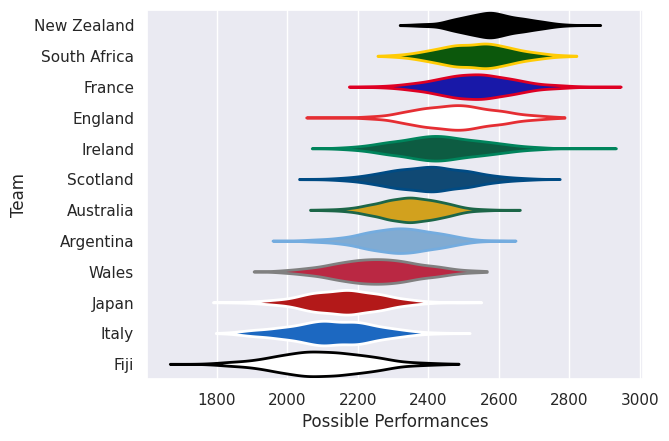 New Zealand
South Africa
France
England
Ireland
Scotland
Australia
Argentina
Wales
Japan
Italy
Fiji
Team
1800 2000 2200 2400 2600 2800 3000
Possible Performances